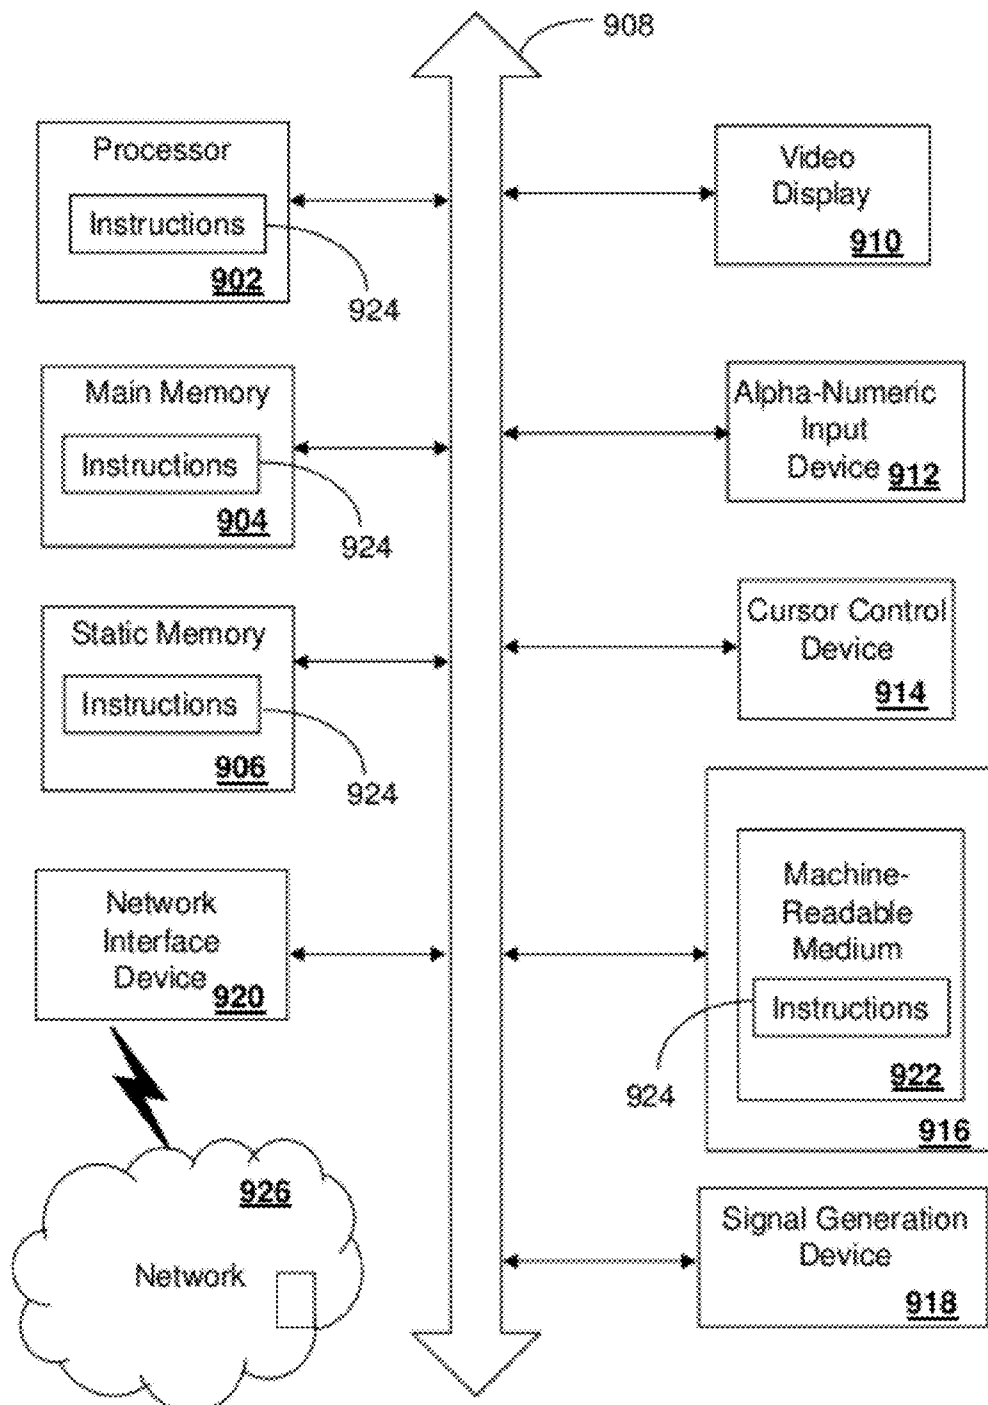 908
Processor
Instructions
902
924
Main Memory
Instructions
904
924
Static Memory
Instructions
906
924
Network
Interface
Device
920
926
Network
Video
Display
910
Alpha-Numeric
Input
Device
912
Cursor Control
Device
914
Machine-
Readable
Medium
Instructions
922
924
916
Signal Generation
Device
918